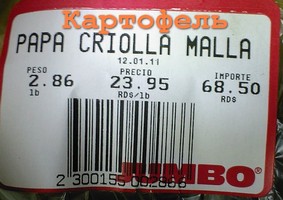 Картофель
PAPA CRIOLLA MALLA
12.01.11
PESO PRECIO IMPORTE
2.86 23.95 68.50
lb RD$/lb RD$
JUMBO®